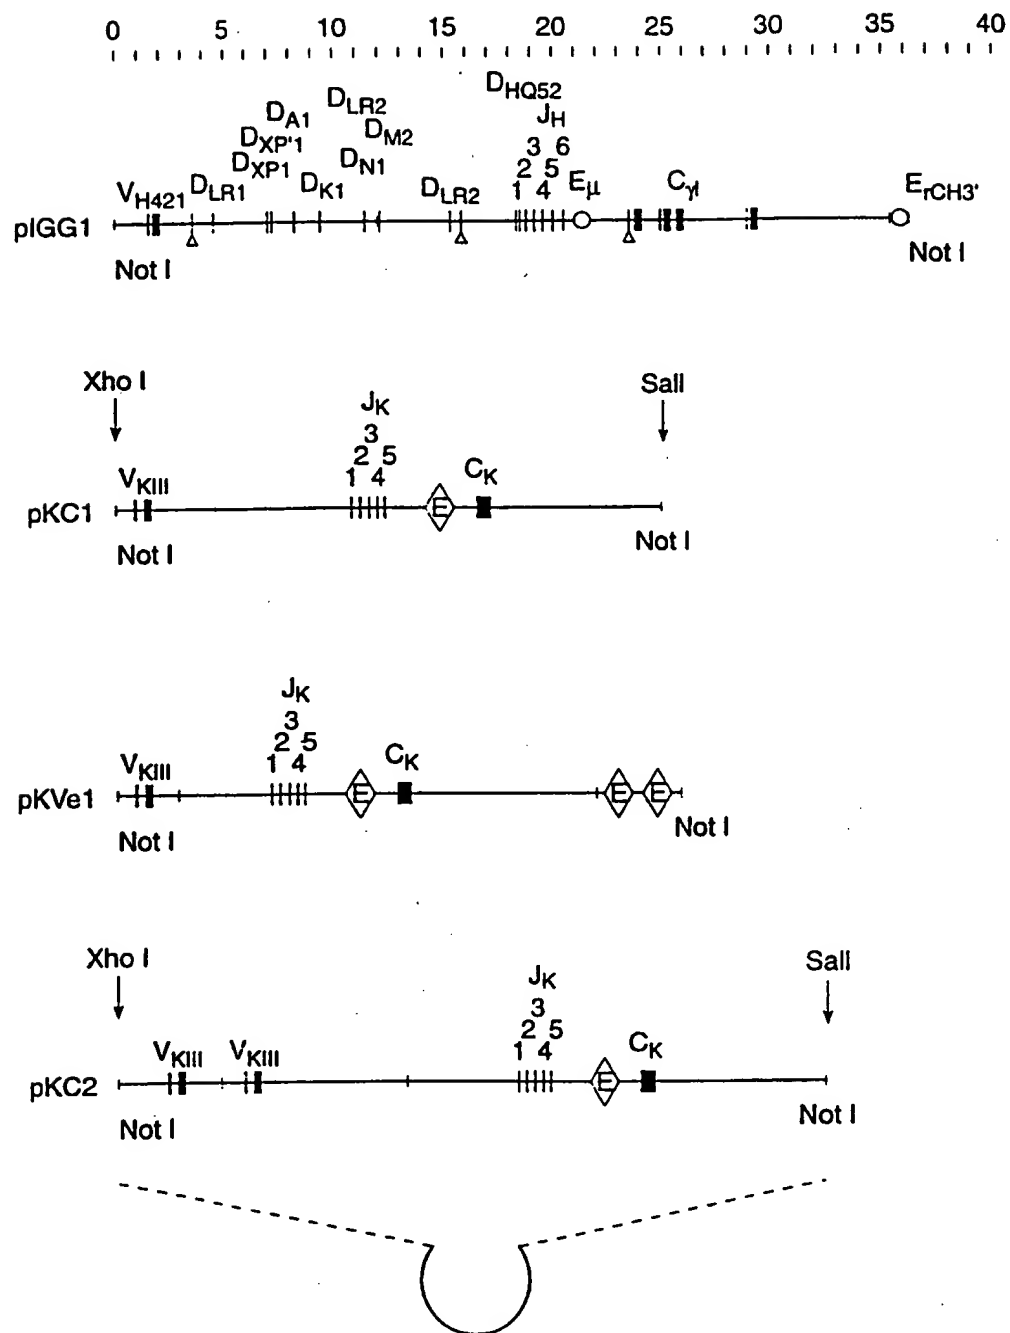 0 5 10 15 20 25 30 35 40
DHQ52
DLR2
DA1
JH
DM2
DXP'1
3 6
DN1
DXP1
2 5
VH421 DLR1 DK1 DLR2 1 4 Eμ CγI ErCH3'
pIGG1
Not I Not I
Xho I SalI
JK
3
2 5
1 4
VKIII CK
pKC1
Not I Not I
E
JK
3
2 5
1 4
VKIII CK
pKVe1
E E E
Not I Not I
Xho I SalI
JK
3
2 5
1 4
VKIII VKIII CK
pKC2
E
Not I Not I